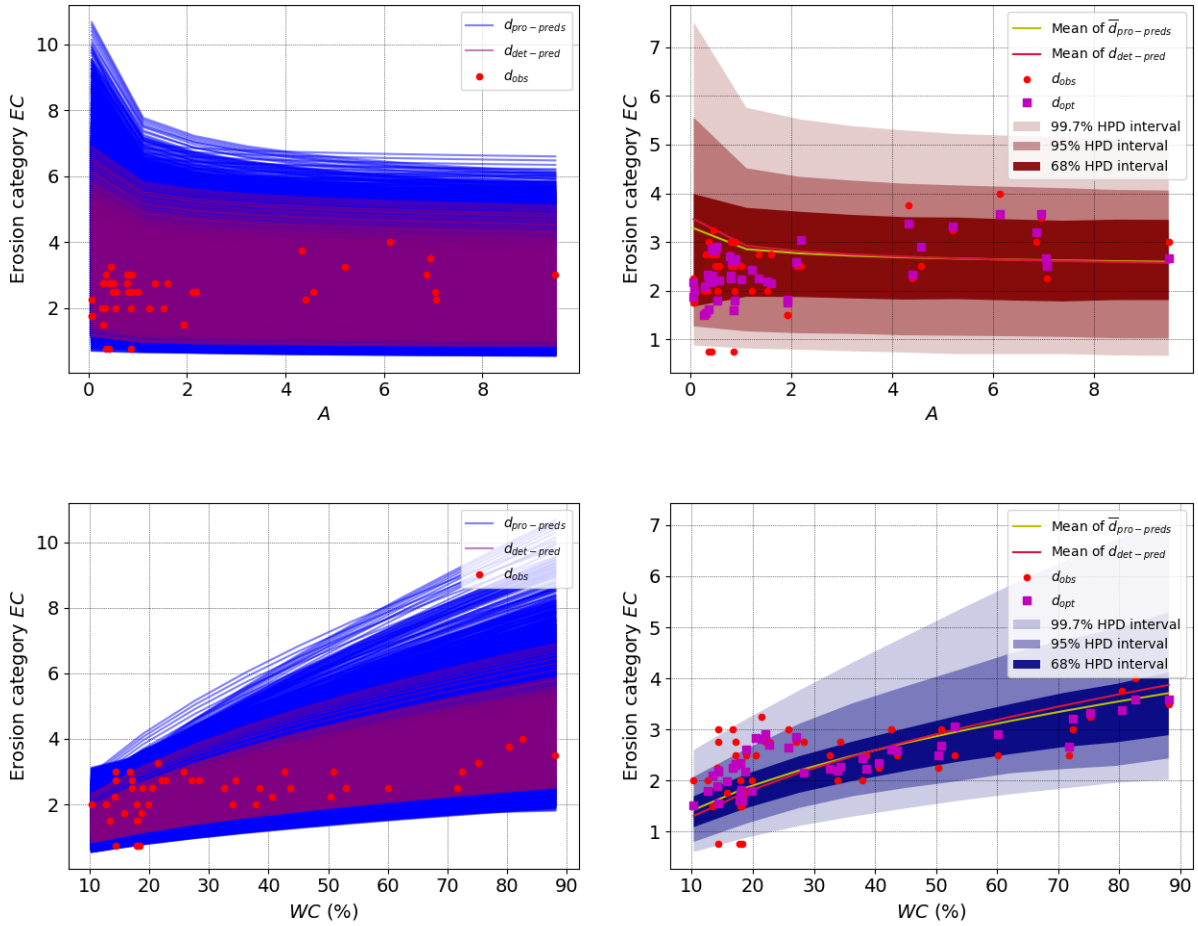 Erosion category EC
10
8
6
4
2
0
2
4
6
8
A
d_pro−preds
d_det−pred
d_obs
Erosion category EC
7
6
5
4
3
2
1
0
2
4
6
8
A
Mean of d̅_pro−preds
Mean of d_det−pred
d_obs
d_opt
99.7% HPD interval
95% HPD interval
68% HPD interval
Erosion category EC
10
8
6
4
2
10
20
30
40
50
60
70
80
90
WC (%)
d_pro−preds
d_det−pred
d_obs
Erosion category EC
7
6
5
4
3
2
1
10
20
30
40
50
60
70
80
90
WC (%)
Mean of d̅_pro−preds
Mean of d_det−pred
d_obs
d_opt
99.7% HPD interval
95% HPD interval
68% HPD interval